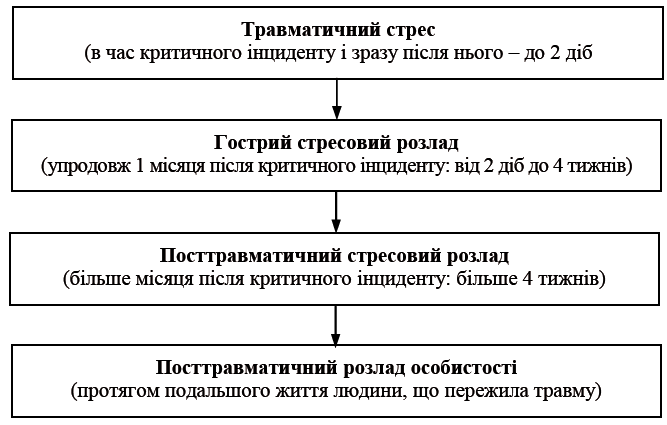 Травматичний стрес
(в час критичного інциденту і зразу після нього – до 2 діб
Гострий стресовий розлад
(упродовж 1 місяця після критичного інциденту: від 2 діб до 4 тижнів)
Посттравматичний стресовий розлад
(більше місяця після критичного інциденту: більше 4 тижнів)
Посттравматичний розлад особистості
(протягом подальшого життя людини, що пережила травму)